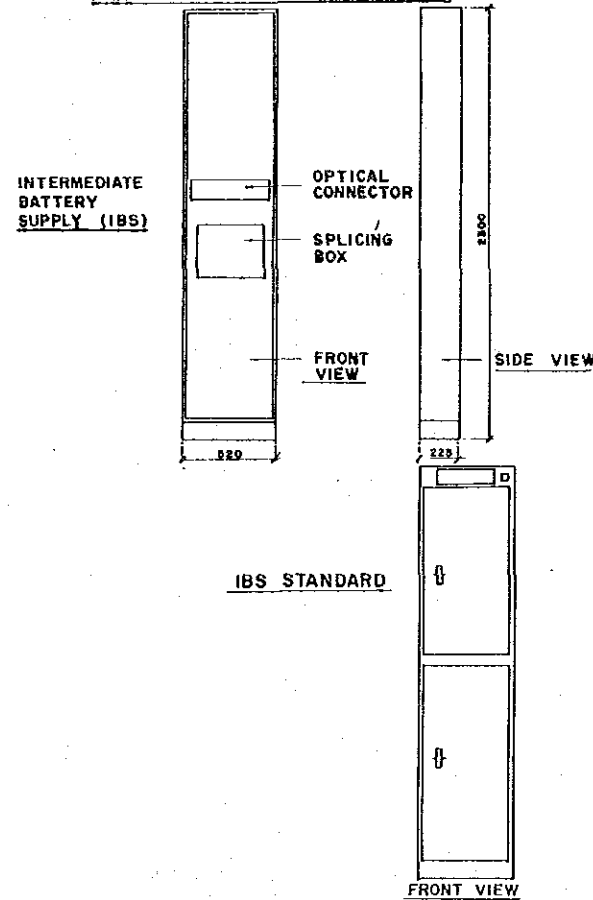 INTERMEDIATE
BATTERY
SUPPLY (IBS)
OPTICAL
CONNECTOR
SPLICING
BOX
FRONT
VIEW
SIDE VIEW
2300
520
225
IBS STANDARD
FRONT VIEW